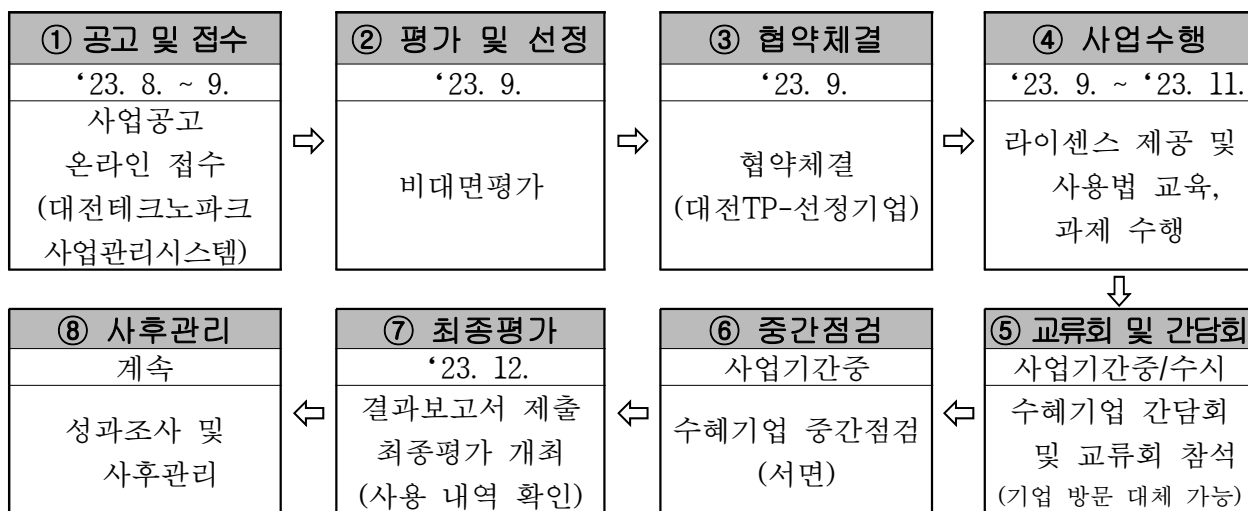 ① 공고 및 접수
‘23. 8. ~ 9.
사업공고
온라인 접수
(대전테크노파크
사업관리시스템)
② 평가 및 선정
‘23. 9.
비대면평가
③ 협약체결
‘23. 9.
협약체결
(대전TP-선정기업)
④ 사업수행
‘23. 9. ~ ‘23. 11.
라이센스 제공 및
사용법 교육,
과제 수행
⑤ 교류회 및 간담회
사업기간중/수시
수혜기업 간담회
및 교류회 참석
(기업 방문 대체 가능)
⑥ 중간점검
사업기간중
수혜기업 중간점검
(서면)
⑦ 최종평가
‘23. 12.
결과보고서 제출
최종평가 개최
(사용 내역 확인)
⑧ 사후관리
계속
성과조사 및
사후관리